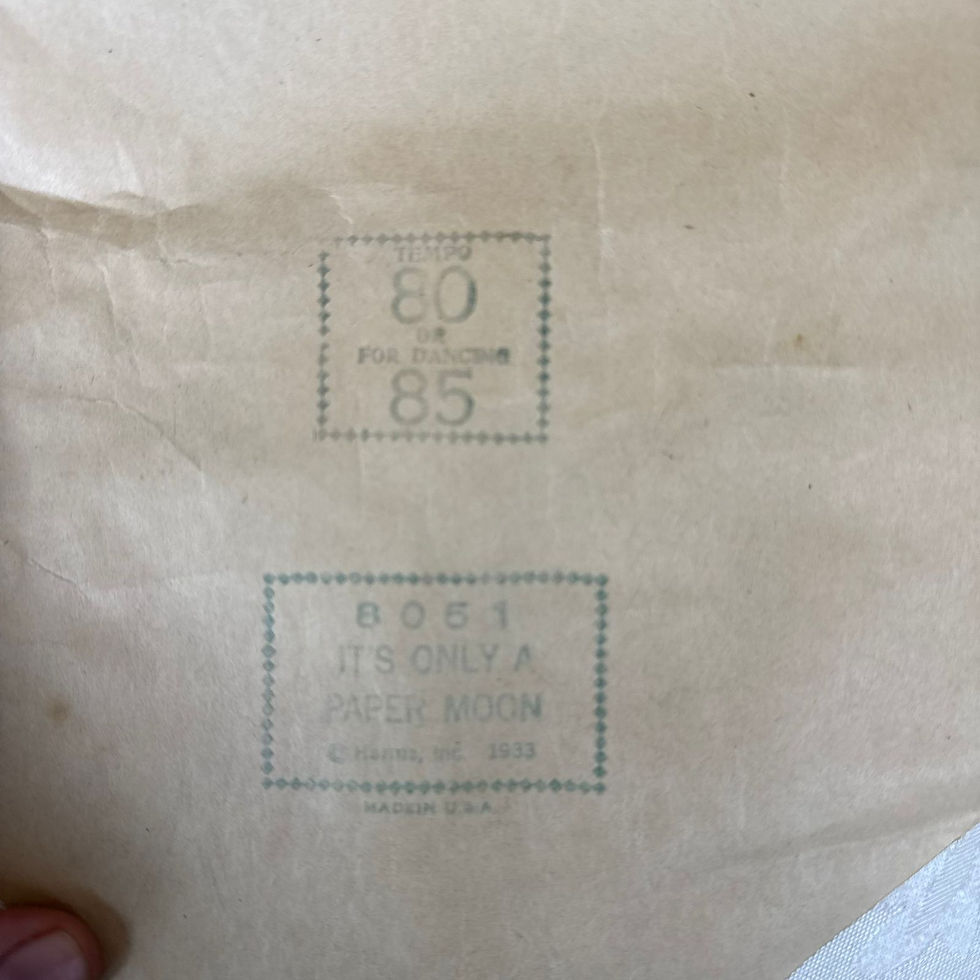 TEMPO
80
OR
FOR DANCING
85
8051
IT'S ONLY A
PAPER MOON
© Harms, Inc. 1933
MADE IN U.S.A.